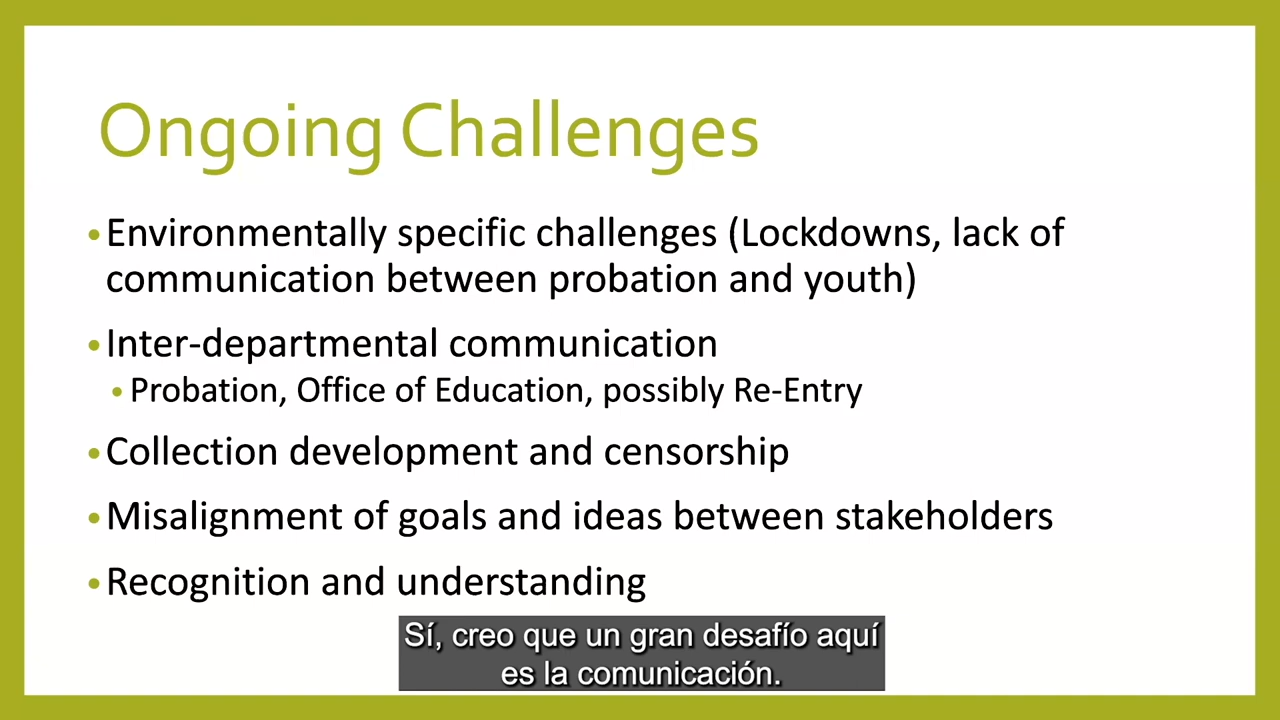 Ongoing Challenges
•Environmentally specific challenges (Lockdowns, lack of
communication between probation and youth)
•Inter-departmental communication
•Probation, Office of Education, possibly Re-Entry
•Collection development and censorship
•Misalignment of goals and ideas between stakeholders
•Recognition and understanding
Sí, creo que un gran desafío aquí
es la comunicación.